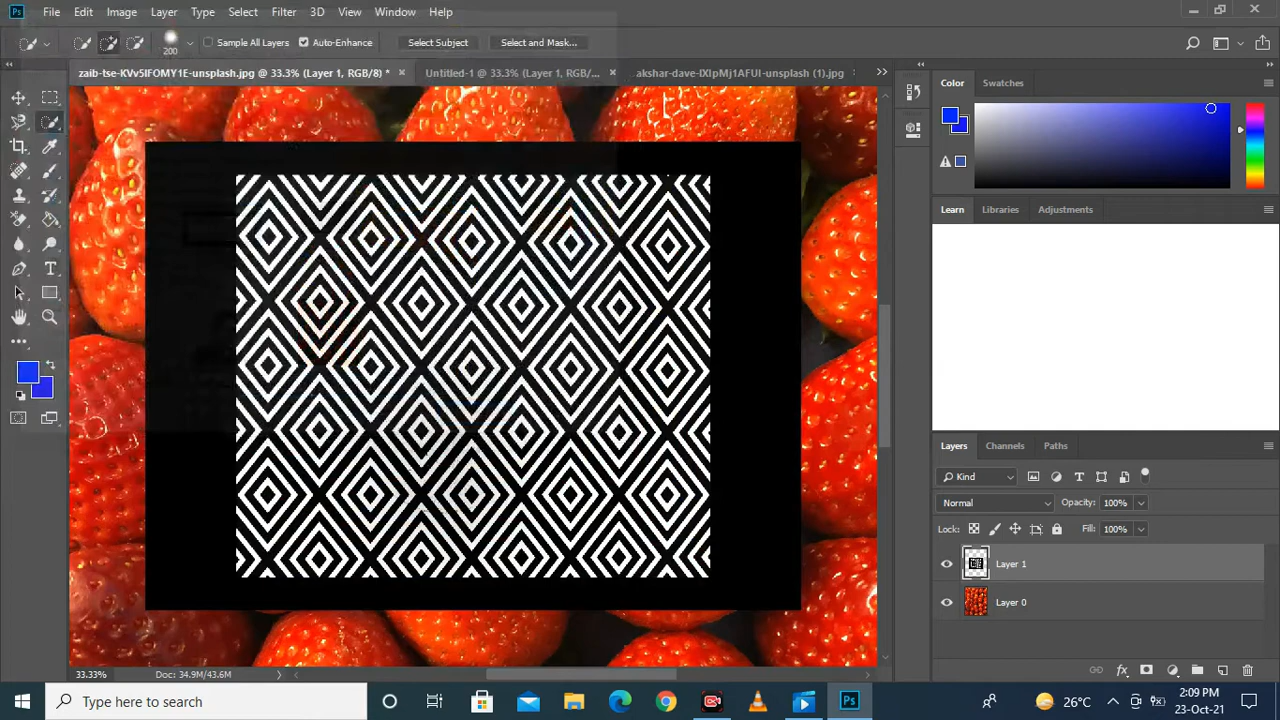 Ps File Edit Image Layer Type Select Filter 3D View Window Help
200 Sample All Layers Auto-Enhance Select Subject Select and Mask...
zaib-tse-KVv5IFOMY1E-unsplash.jpg @ 33.3% (Layer 1, RGB/8) * Untitled-1 @ 33.3% (Layer 1, RGB/... akshar-dave-IXIpMj1AFUI-unsplash (1).jpg
Color Swatches
Learn Libraries Adjustments
Layers Channels Paths
Kind
Normal Opacity: 100%
Lock: Fill: 100%
Layer 1
Layer 0
33.33% Doc: 34.9M/43.6M
Type here to search
26°C
2:09 PM
23-Oct-21